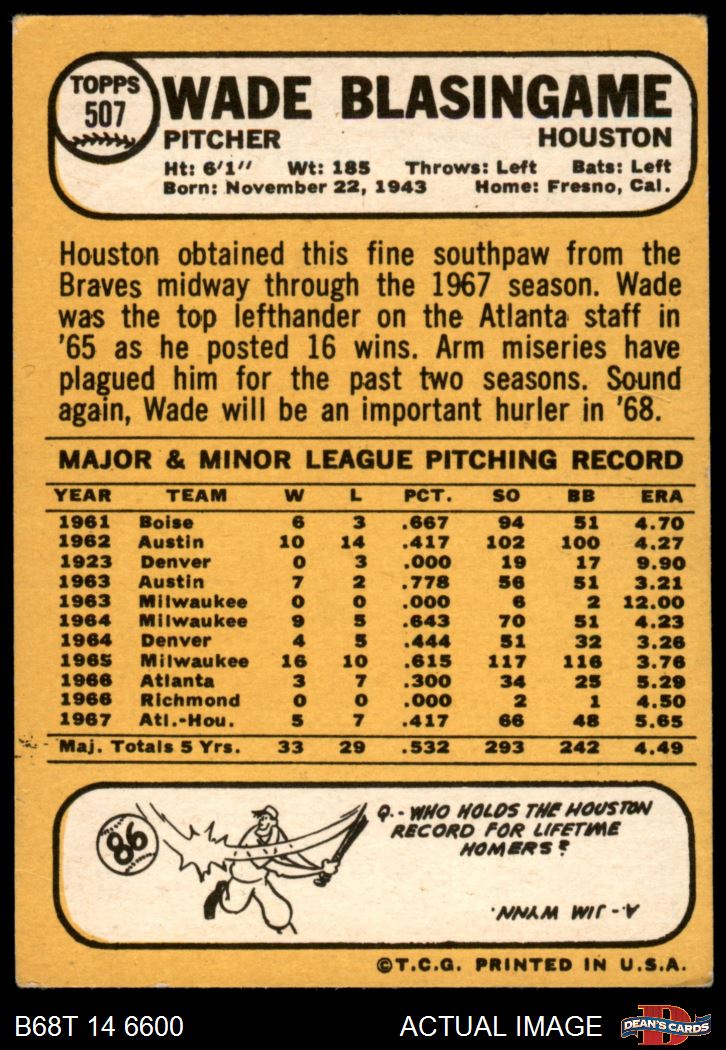 TOPPS
507
WADE BLASINGAME
PITCHER HOUSTON
Ht: 6'1'' Wt: 185 Throws: Left Bats: Left
Born: November 22, 1943 Home: Fresno, Cal.
Houston obtained this fine southpaw from the
Braves midway through the 1967 season. Wade
was the top lefthander on the Atlanta staff in
'65 as he posted 16 wins. Arm miseries have
plagued him for the past two seasons. Sound
again, Wade will be an important hurler in '68.
MAJOR & MINOR LEAGUE PITCHING RECORD
YEAR TEAM W L PCT. SO BB ERA
1961 Boise 6 3 .667 94 51 4.70
1962 Austin 10 14 .417 102 100 4.27
1923 Denver 0 3 .000 19 17 9.90
1963 Austin 7 2 .778 56 51 3.21
1963 Milwaukee 0 0 .000 6 2 12.00
1964 Milwaukee 9 5 .643 70 51 4.23
1964 Denver 4 5 .444 51 32 3.26
1965 Milwaukee 16 10 .615 117 116 3.76
1966 Atlanta 3 7 .300 34 25 5.29
1966 Richmond 0 0 .000 2 1 4.50
1967 Atl.-Hou. 5 7 .417 66 48 5.65
Maj. Totals 5 Yrs. 33 29 .532 293 242 4.49
86
Q.- WHO HOLDS THE HOUSTON
RECORD FOR LIFETIME
HOMERS?
A.- JIM WYNN.
©T.C.G. PRINTED IN U.S.A.
B68T 14 6600 ACTUAL IMAGE
D
DEAN'S CARDS